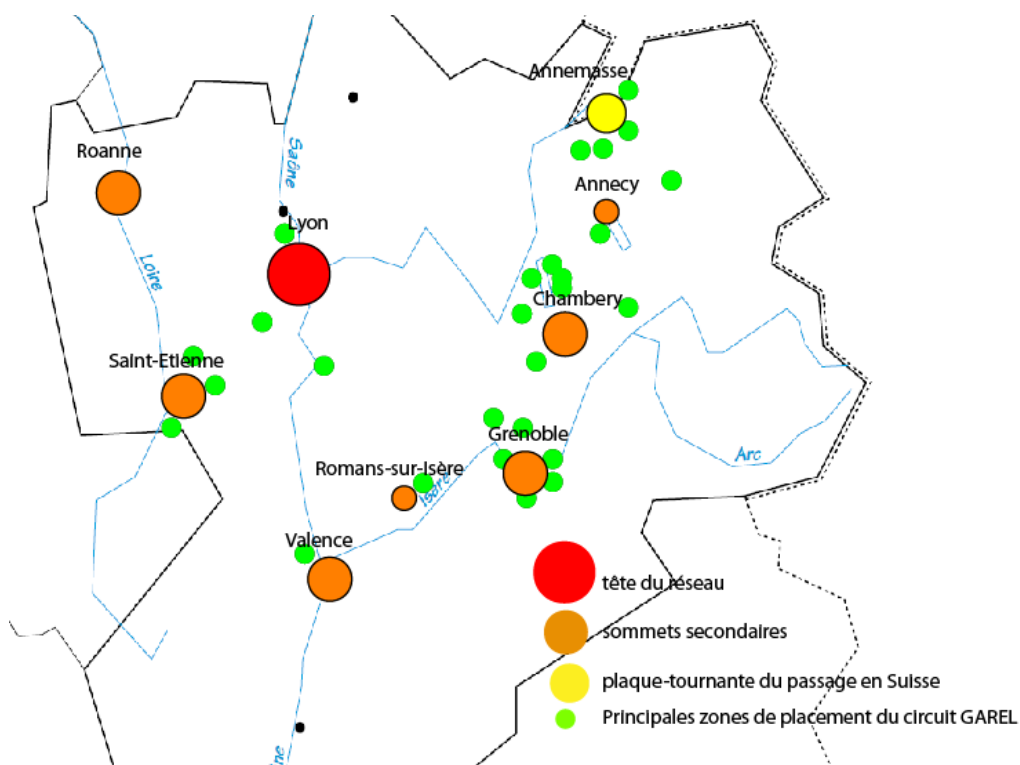 Annemasse
Roanne
Saône
Annecy
Lyon
Loire
Chambery
Saint-Etienne
Grenoble
Arc
Romans-sur-Isère
Isère
Valence
tête du réseau
sommets secondaires
plaque-tournante du passage en Suisse
Principales zones de placement du circuit GAREL